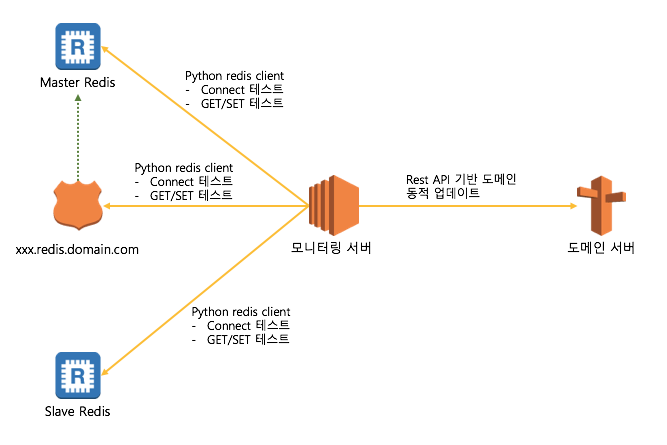 R
Master Redis
Python redis client
- Connect 테스트
- GET/SET 테스트
Python redis client
- Connect 테스트
- GET/SET 테스트
xxx.redis.domain.com
모니터링 서버
Rest API 기반 도메인
동적 업데이트
도메인 서버
Python redis client
- Connect 테스트
- GET/SET 테스트
R
Slave Redis